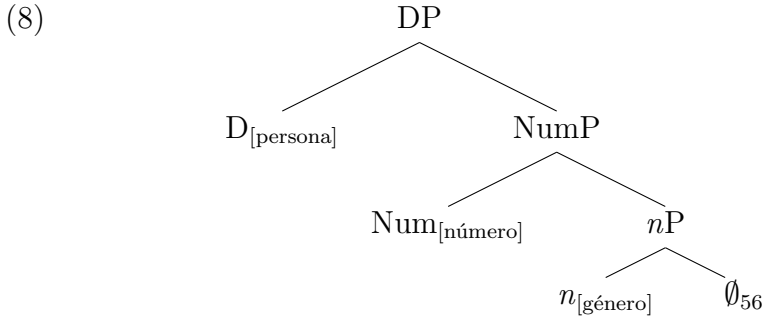 (8) DP
D[persona] NumP
Num[número] nP
n[género] ∅56